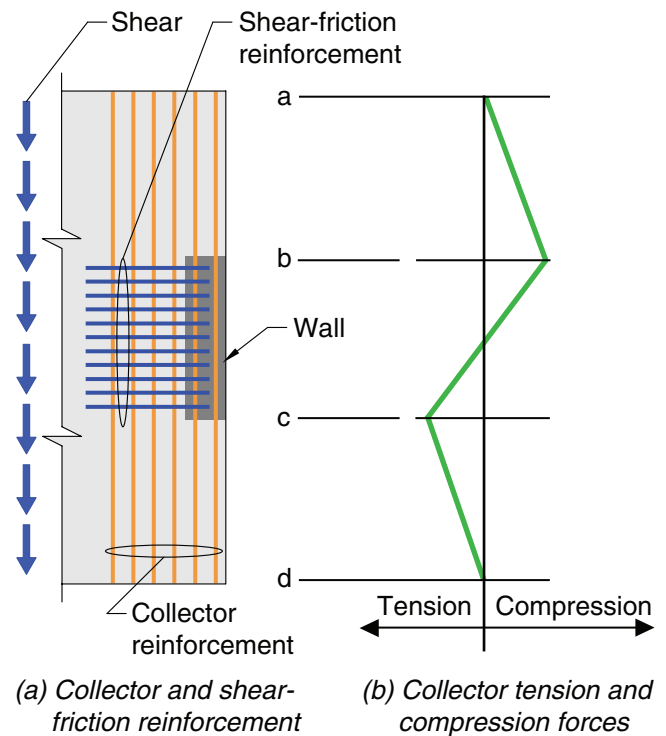 Shear
Shear-friction
reinforcement
Wall
Collector
reinforcement
(a) Collector and shear-
friction reinforcement
a
b
c
d
Tension
Compression
(b) Collector tension and
compression forces